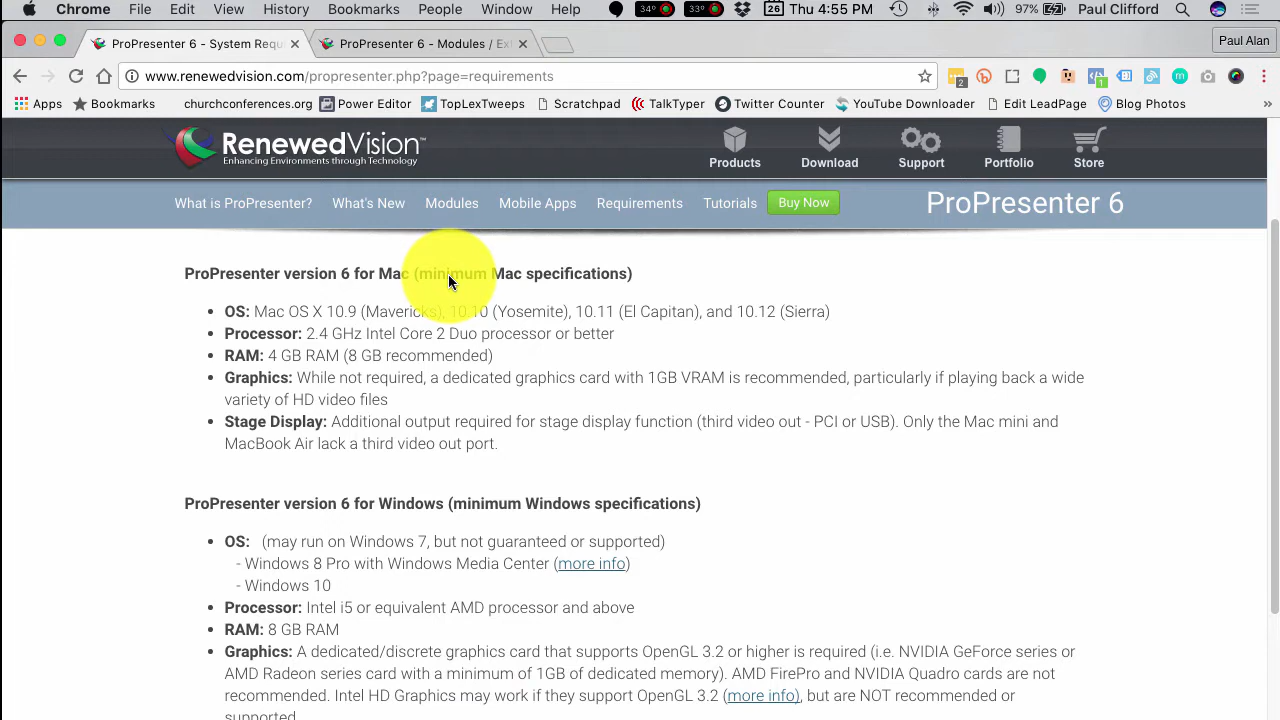 Chrome File Edit View History Bookmarks People Window Help 34° 33° 26 Thu 4:55 PM 97% Paul Clifford
ProPresenter 6 - System Requ ProPresenter 6 - Modules / Ex Paul Alan
www.renewedvision.com/propresenter.php?page=requirements
Apps Bookmarks churchconferences.org Power Editor TopLexTweeps Scratchpad TalkTyper Twitter Counter YouTube Downloader Edit LeadPage Blog Photos »
RenewedVision™
Enhancing Environments through Technology
Products Download Support Portfolio Store
What is ProPresenter? What's New Modules Mobile Apps Requirements Tutorials Buy Now ProPresenter 6
ProPresenter version 6 for Mac (minimum Mac specifications)
• OS: Mac OS X 10.9 (Mavericks), 10.10 (Yosemite), 10.11 (El Capitan), and 10.12 (Sierra)
• Processor: 2.4 GHz Intel Core 2 Duo processor or better
• RAM: 4 GB RAM (8 GB recommended)
• Graphics: While not required, a dedicated graphics card with 1GB VRAM is recommended, particularly if playing back a wide
variety of HD video files
• Stage Display: Additional output required for stage display function (third video out - PCI or USB). Only the Mac mini and
MacBook Air lack a third video out port.
ProPresenter version 6 for Windows (minimum Windows specifications)
• OS: (may run on Windows 7, but not guaranteed or supported)
- Windows 8 Pro with Windows Media Center (more info)
- Windows 10
• Processor: Intel i5 or equivalent AMD processor and above
• RAM: 8 GB RAM
• Graphics: A dedicated/discrete graphics card that supports OpenGL 3.2 or higher is required (i.e. NVIDIA GeForce series or
AMD Radeon series card with a minimum of 1GB of dedicated memory). AMD FirePro and NVIDIA Quadro cards are not
recommended. Intel HD Graphics may work if they support OpenGL 3.2 (more info), but are NOT recommended or
supported